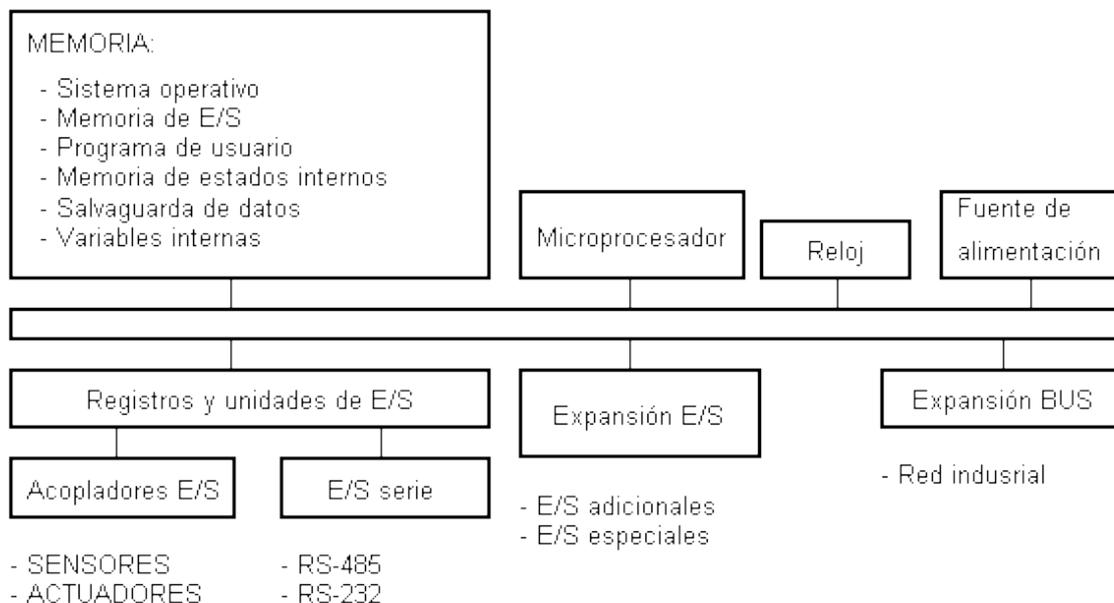 MEMORIA:
- Sistema operativo
- Memoria de E/S
- Programa de usuario
- Memoria de estados internos
- Salvaguarda de datos
- Variables internas
Microprocesador
Reloj
Fuente de
alimentación
Registros y unidades de E/S
Expansión E/S
Expansión BUS
Acopladores E/S
E/S serie
- Red indusrial
- E/S adicionales
- E/S especiales
- SENSORES
- ACTUADORES
- RS-485
- RS-232